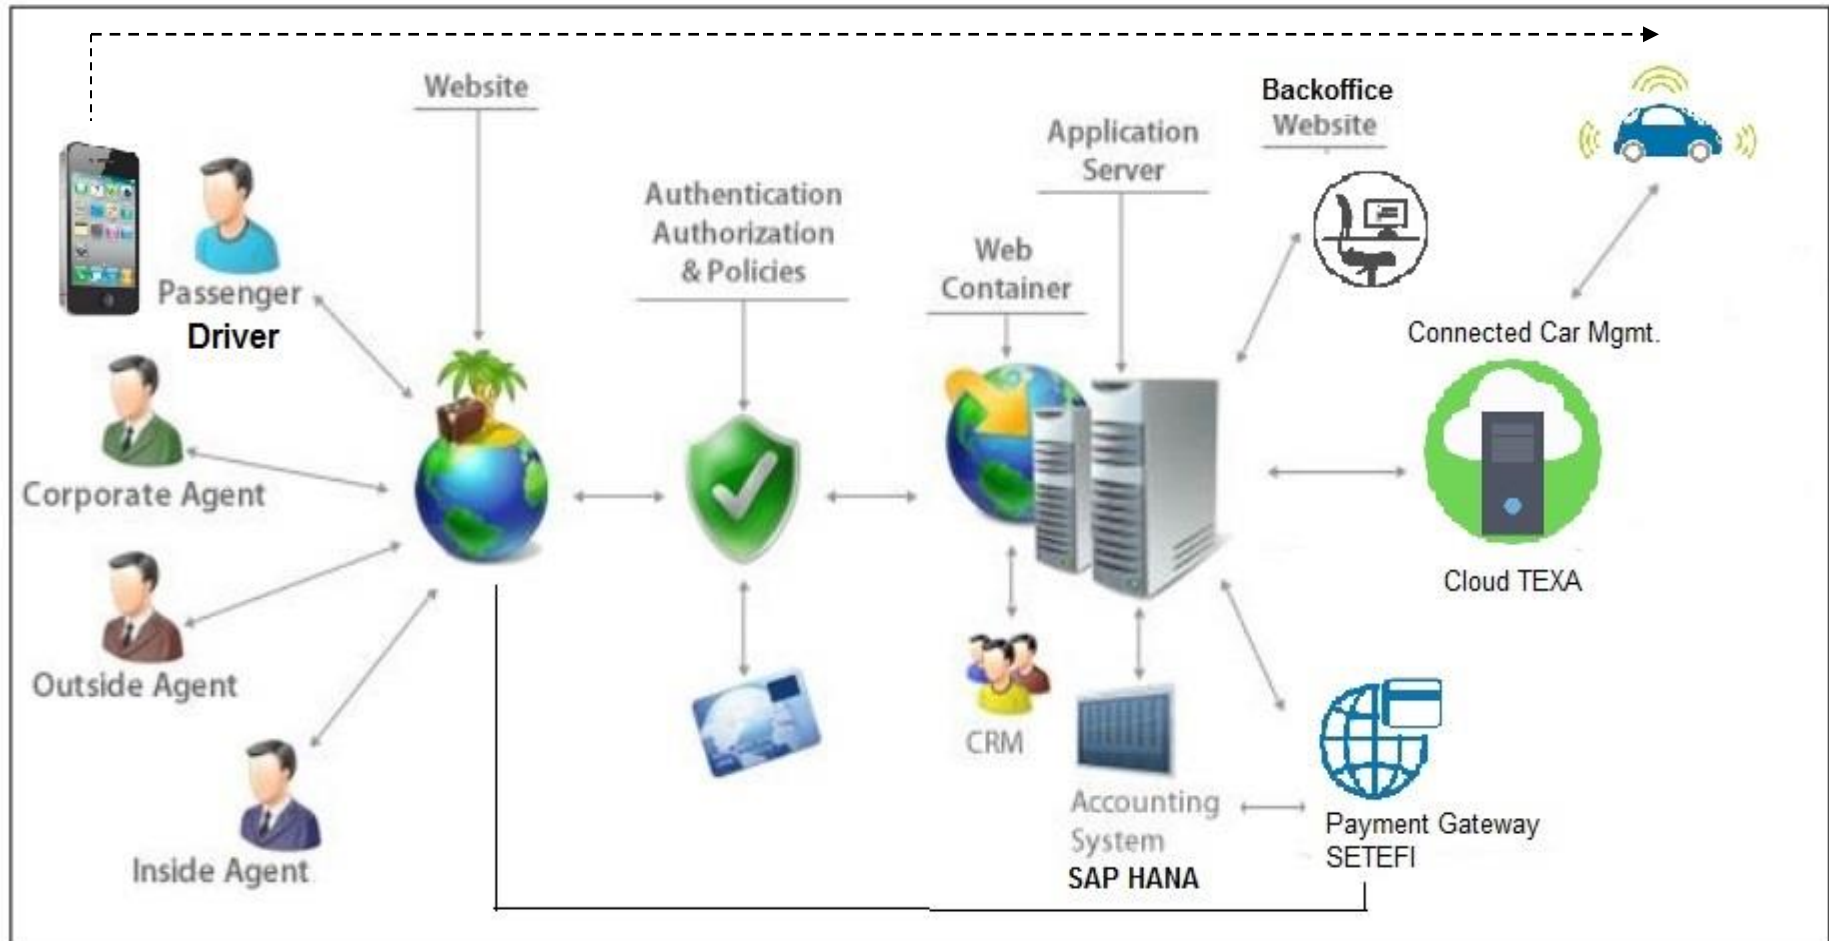 Website
Backoffice
Website
Application
Server
Authentication
Authorization
& Policies
Web
Container
Passenger
Driver
Connected Car Mgmt.
Corporate Agent
Cloud TEXA
Outside Agent
CRM
Accounting
System
SAP HANA
Payment Gateway
SETEFI
Inside Agent